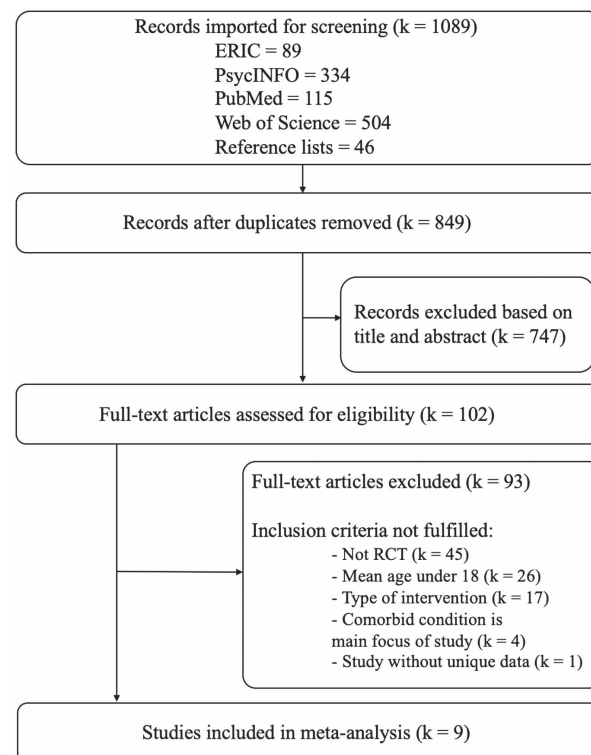 Records imported for screening (k = 1089)
ERIC = 89
PsycINFO = 334
PubMed = 115
Web of Science = 504
Reference lists = 46
Records after duplicates removed (k = 849)
Records excluded based on
title and abstract (k = 747)
Full-text articles assessed for eligibility (k = 102)
Full-text articles excluded (k = 93)
Inclusion criteria not fulfilled:
- Not RCT (k = 45)
- Mean age under 18 (k = 26)
- Type of intervention (k = 17)
- Comorbid condition is
main focus of study (k = 4)
- Study without unique data (k = 1)
Studies included in meta-analysis (k = 9)